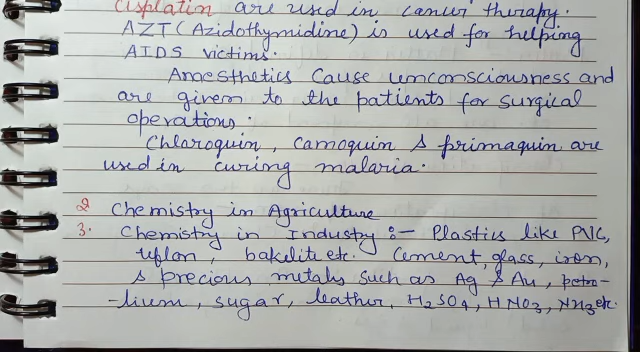 Cisplatin are used in cancer therapy.
AZT (Azidothymidine) is used for helping
AIDS victims.
Anaesthetics cause unconsciousness and
are given to the patients for surgical
operations.
Chloroquin, camoquin & primaquin are
used in curing malaria.
2 Chemistry in Agriculture
3. Chemistry in Industry :- Plastics like PVC,
teflon, bakelite etc. Cement, glass, iron,
& precious metals such as Ag & Au, petro-
-lium, sugar, leather, H2SO4, HNO3, NH3 etc.